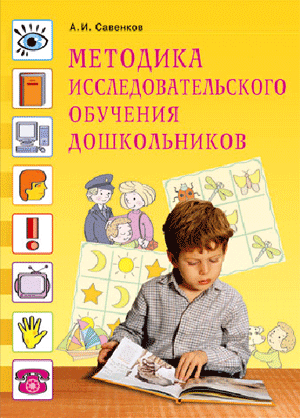 А.И. Савенков
МЕТОДИКА
ИССЛЕДОВАТЕЛЬСКОГО
ОБУЧЕНИЯ
ДОШКОЛЬНИКОВ